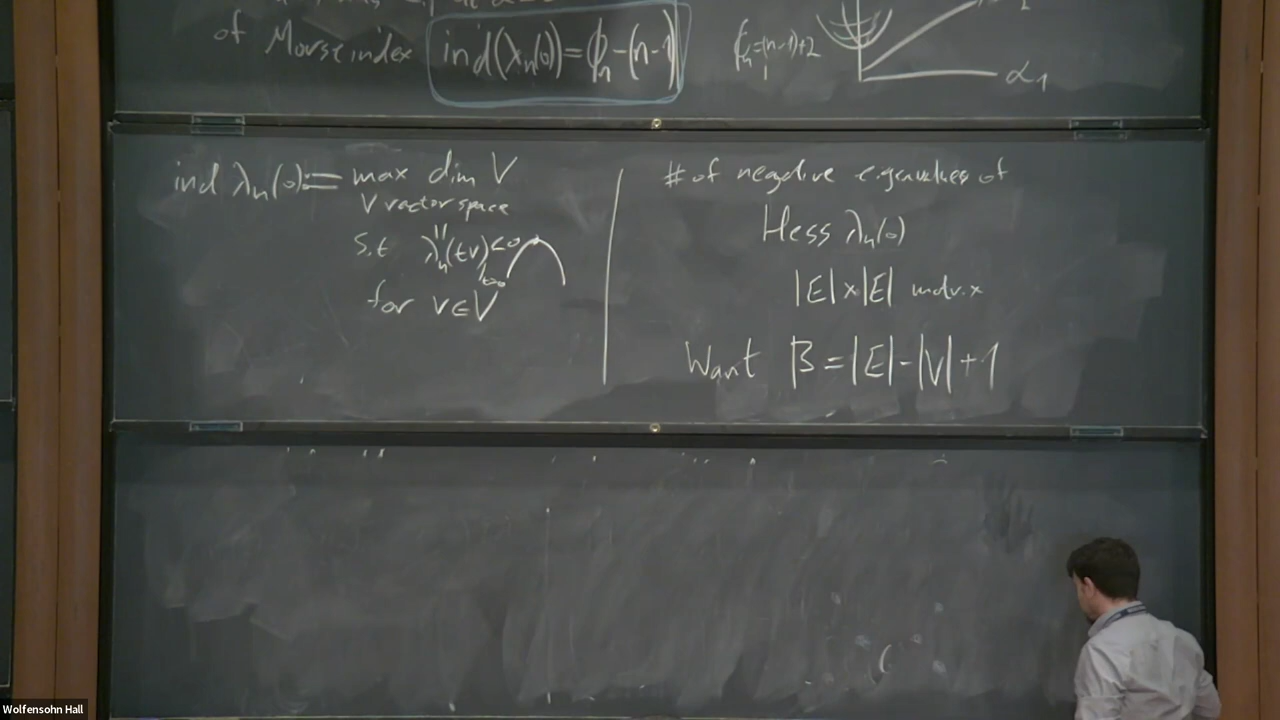 of Morse index
ind(λₙ(0))=ϕₙ-(n-1)
ϕₙ=(n-1)+2
α₁
ind λₙ(0):= max dim V
V vector space
s.t λₙ''(tv)<0
for v∈V
# of negative eigenvalues of
Hess λₙ(0)
|E|x|E| matrix
Want β=|E|-|V|+1
Wolfensohn Hall